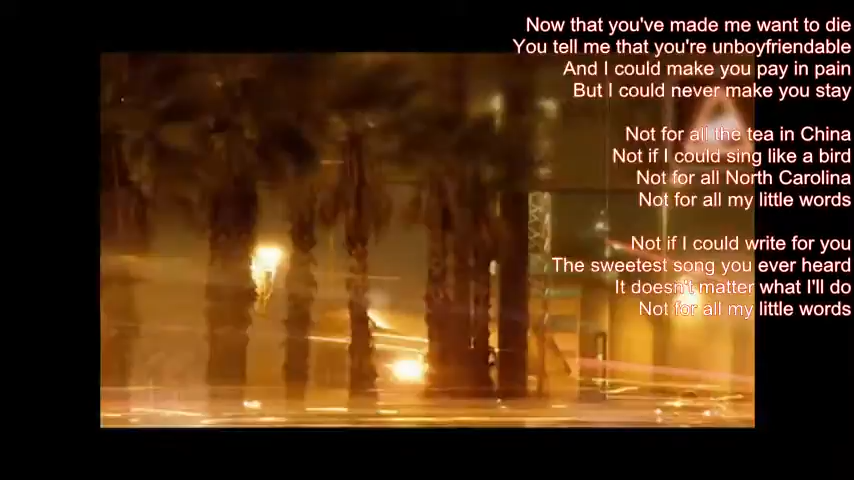 Now that you've made me want to die
You tell me that you're unboyfriendable
And I could make you pay in pain
But I could never make you stay
Not for all the tea in China
Not if I could sing like a bird
Not for all North Carolina
Not for all my little words
Not if I could write for you
The sweetest song you ever heard
It doesn't matter what I'll do
Not for all my little words